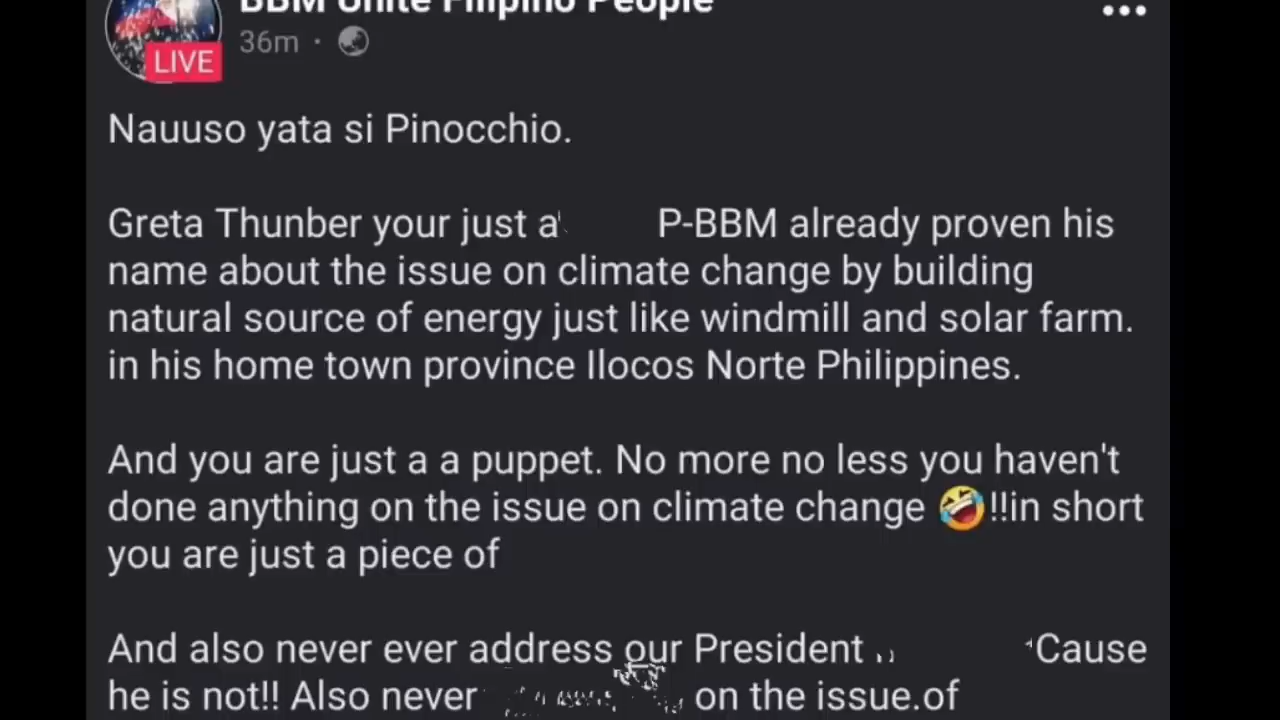 BBM Unite Filipino People
36m ·
LIVE
Nauuso yata si Pinocchio.
Greta Thunber your just a P-BBM already proven his
name about the issue on climate change by building
natural source of energy just like windmill and solar farm.
in his home town province Ilocos Norte Philippines.
And you are just a a puppet. No more no less you haven't
done anything on the issue on climate change 🤣!!in short
you are just a piece of
And also never ever address our President 'Cause
he is not!! Also never on the issue.of